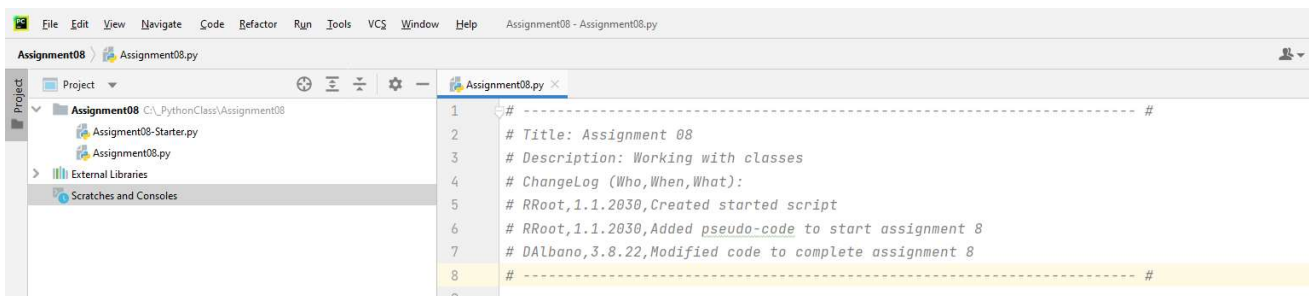 PC File Edit View Navigate Code Refactor Run Tools VCS Window Help Assignment08 - Assignment08.py
Assignment08 Assignment08.py
Project Project Assignment08.py
Assignment08 C:\_PythonClass\Assignment08
Assigment08-Starter.py
Assignment08.py
External Libraries
Scratches and Consoles
1 # -------------------------------------------------------------------------- #
2 # Title: Assignment 08
3 # Description: Working with classes
4 # ChangeLog (Who,When,What):
5 # RRoot,1.1.2030,Created started script
6 # RRoot,1.1.2030,Added pseudo-code to start assignment 8
7 # DAlbano,3.8.22,Modified code to complete assignment 8
8 # -------------------------------------------------------------------------- #